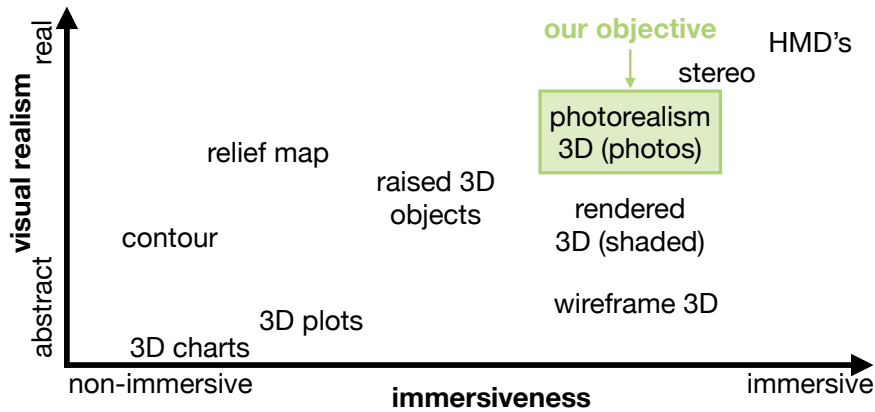 real
visual realism
abstract
our objective
HMD's
stereo
photorealism
3D (photos)
relief map
raised 3D
objects
rendered
3D (shaded)
contour
wireframe 3D
3D plots
3D charts
non-immersive
immersiveness
immersive